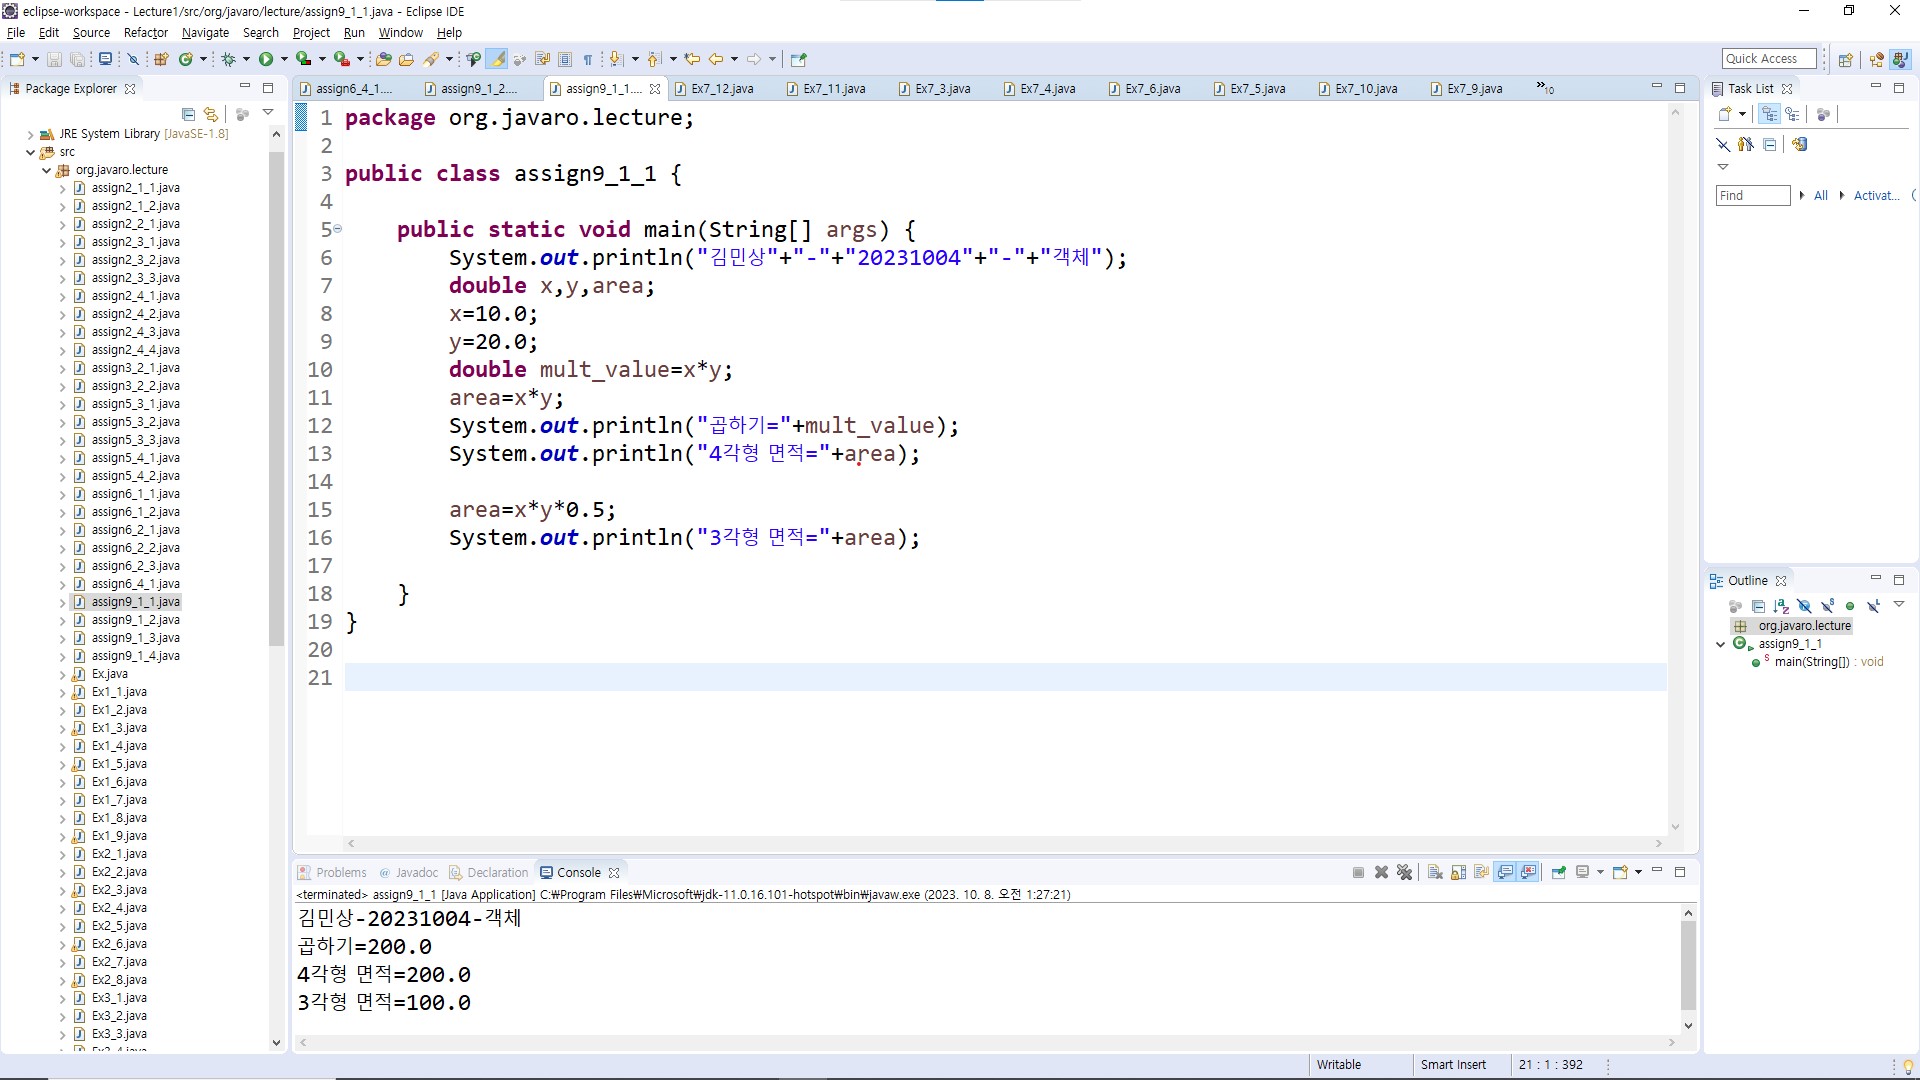 eclipse-workspace - Lecture1/src/org/javaro/lecture/assign9_1_1.java - Eclipse IDE
File Edit Source Refactor Navigate Search Project Run Window Help
Quick Access
Package Explorer
JRE System Library [JavaSE-1.8]
src
org.javaro.lecture
assign2_1_1.java
assign2_1_2.java
assign2_2_1.java
assign2_3_1.java
assign2_3_2.java
assign2_3_3.java
assign2_4_1.java
assign2_4_2.java
assign2_4_3.java
assign2_4_4.java
assign3_2_1.java
assign3_2_2.java
assign5_3_1.java
assign5_3_2.java
assign5_3_3.java
assign5_4_1.java
assign5_4_2.java
assign6_1_1.java
assign6_1_2.java
assign6_2_1.java
assign6_2_2.java
assign6_2_3.java
assign6_4_1.java
assign9_1_1.java
assign9_1_2.java
assign9_1_3.java
assign9_1_4.java
Ex.java
Ex1_1.java
Ex1_2.java
Ex1_3.java
Ex1_4.java
Ex1_5.java
Ex1_6.java
Ex1_7.java
Ex1_8.java
Ex1_9.java
Ex2_1.java
Ex2_2.java
Ex2_3.java
Ex2_4.java
Ex2_5.java
Ex2_6.java
Ex2_7.java
Ex2_8.java
Ex3_1.java
Ex3_2.java
Ex3_3.java
assign6_4_1.... assign9_1_2.... assign9_1_1.... Ex7_12.java Ex7_11.java Ex7_3.java Ex7_4.java Ex7_6.java Ex7_5.java Ex7_10.java Ex7_9.java »10
1 package org.javaro.lecture;
2
3 public class assign9_1_1 {
4
5 public static void main(String[] args) {
6 System.out.println("김민상"+"-"+"20231004"+"-"+"객체");
7 double x,y,area;
8 x=10.0;
9 y=20.0;
10 double mult_value=x*y;
11 area=x*y;
12 System.out.println("곱하기="+mult_value);
13 System.out.println("4각형 면적="+area);
14
15 area=x*y*0.5;
16 System.out.println("3각형 면적="+area);
17
18 }
19 }
20
21
Problems Javadoc Declaration Console
<terminated> assign9_1_1 [Java Application] C:₩Program Files₩Microsoft₩jdk-11.0.16.101-hotspot₩bin₩javaw.exe (2023. 10. 8. 오전 1:27:21)
김민상-20231004-객체
곱하기=200.0
4각형 면적=200.0
3각형 면적=100.0
Task List
Find All Activat...
Outline
org.javaro.lecture
assign9_1_1
main(String[]) : void
Writable Smart Insert 21 : 1 : 392